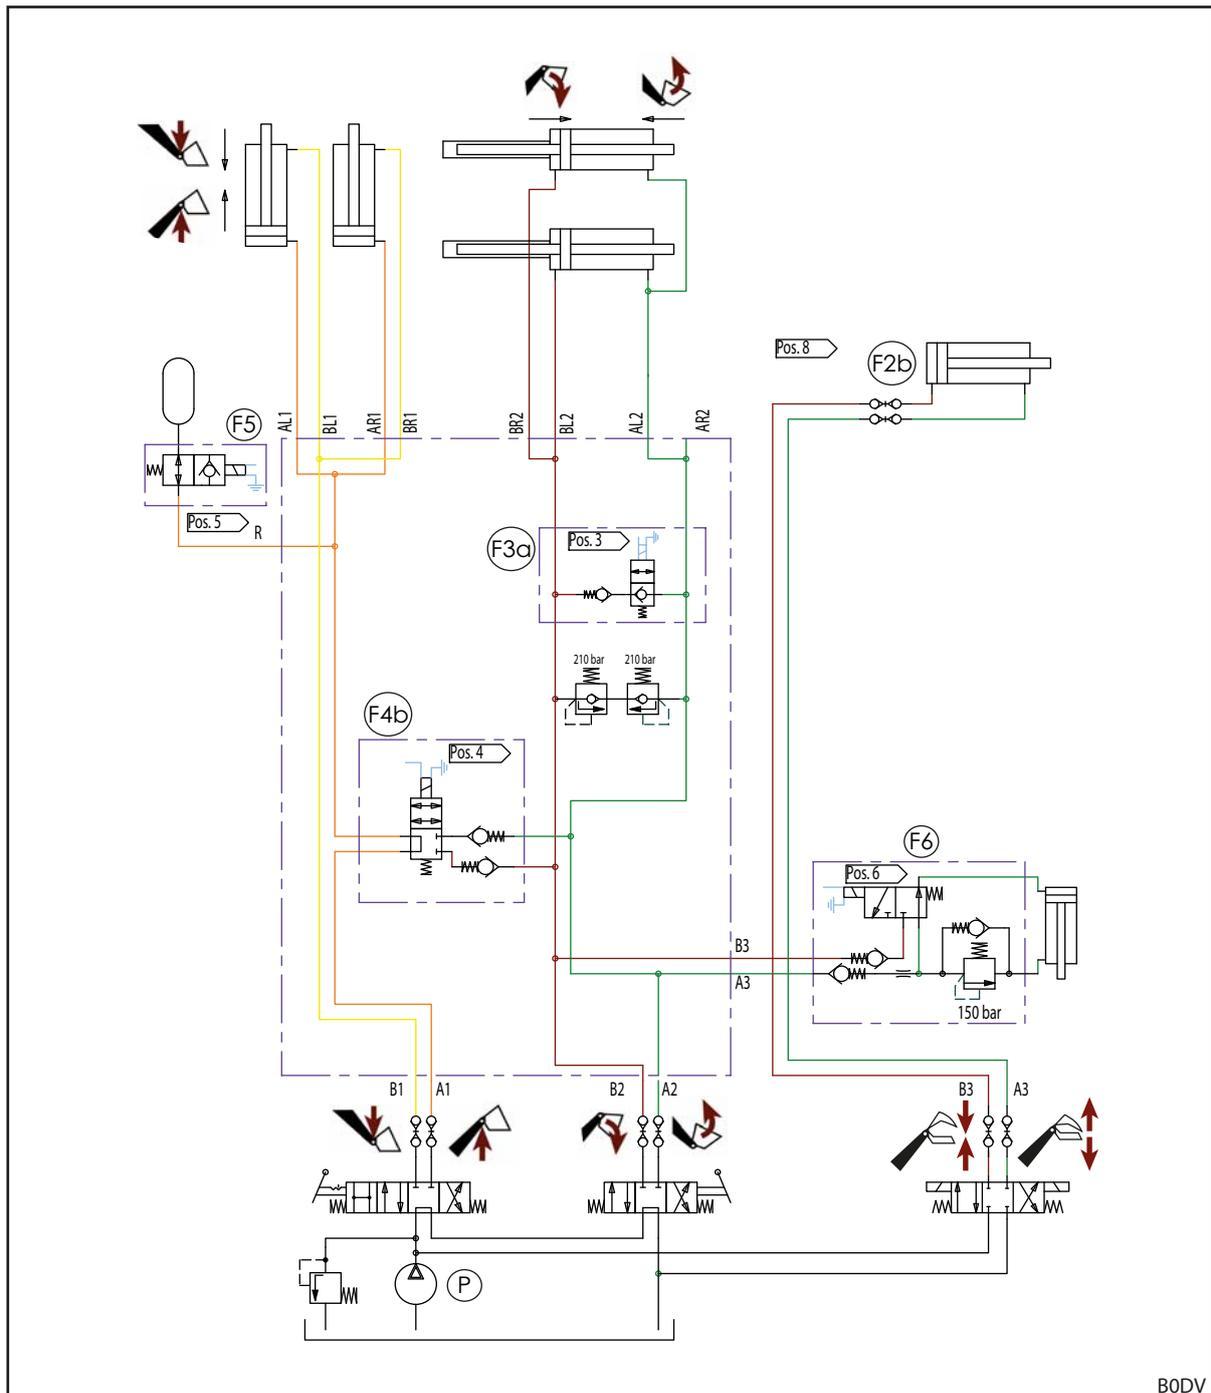 Pos. 8
F2b
F5
AL1
BL1
AR1
BR1
BR2
BL2
AL2
AR2
Pos. 5
R
F3a
Pos. 3
210 bar
210 bar
F4b
Pos. 4
F6
Pos. 6
B3
A3
150 bar
B1
A1
B2
A2
B3
A3
P
B0DV